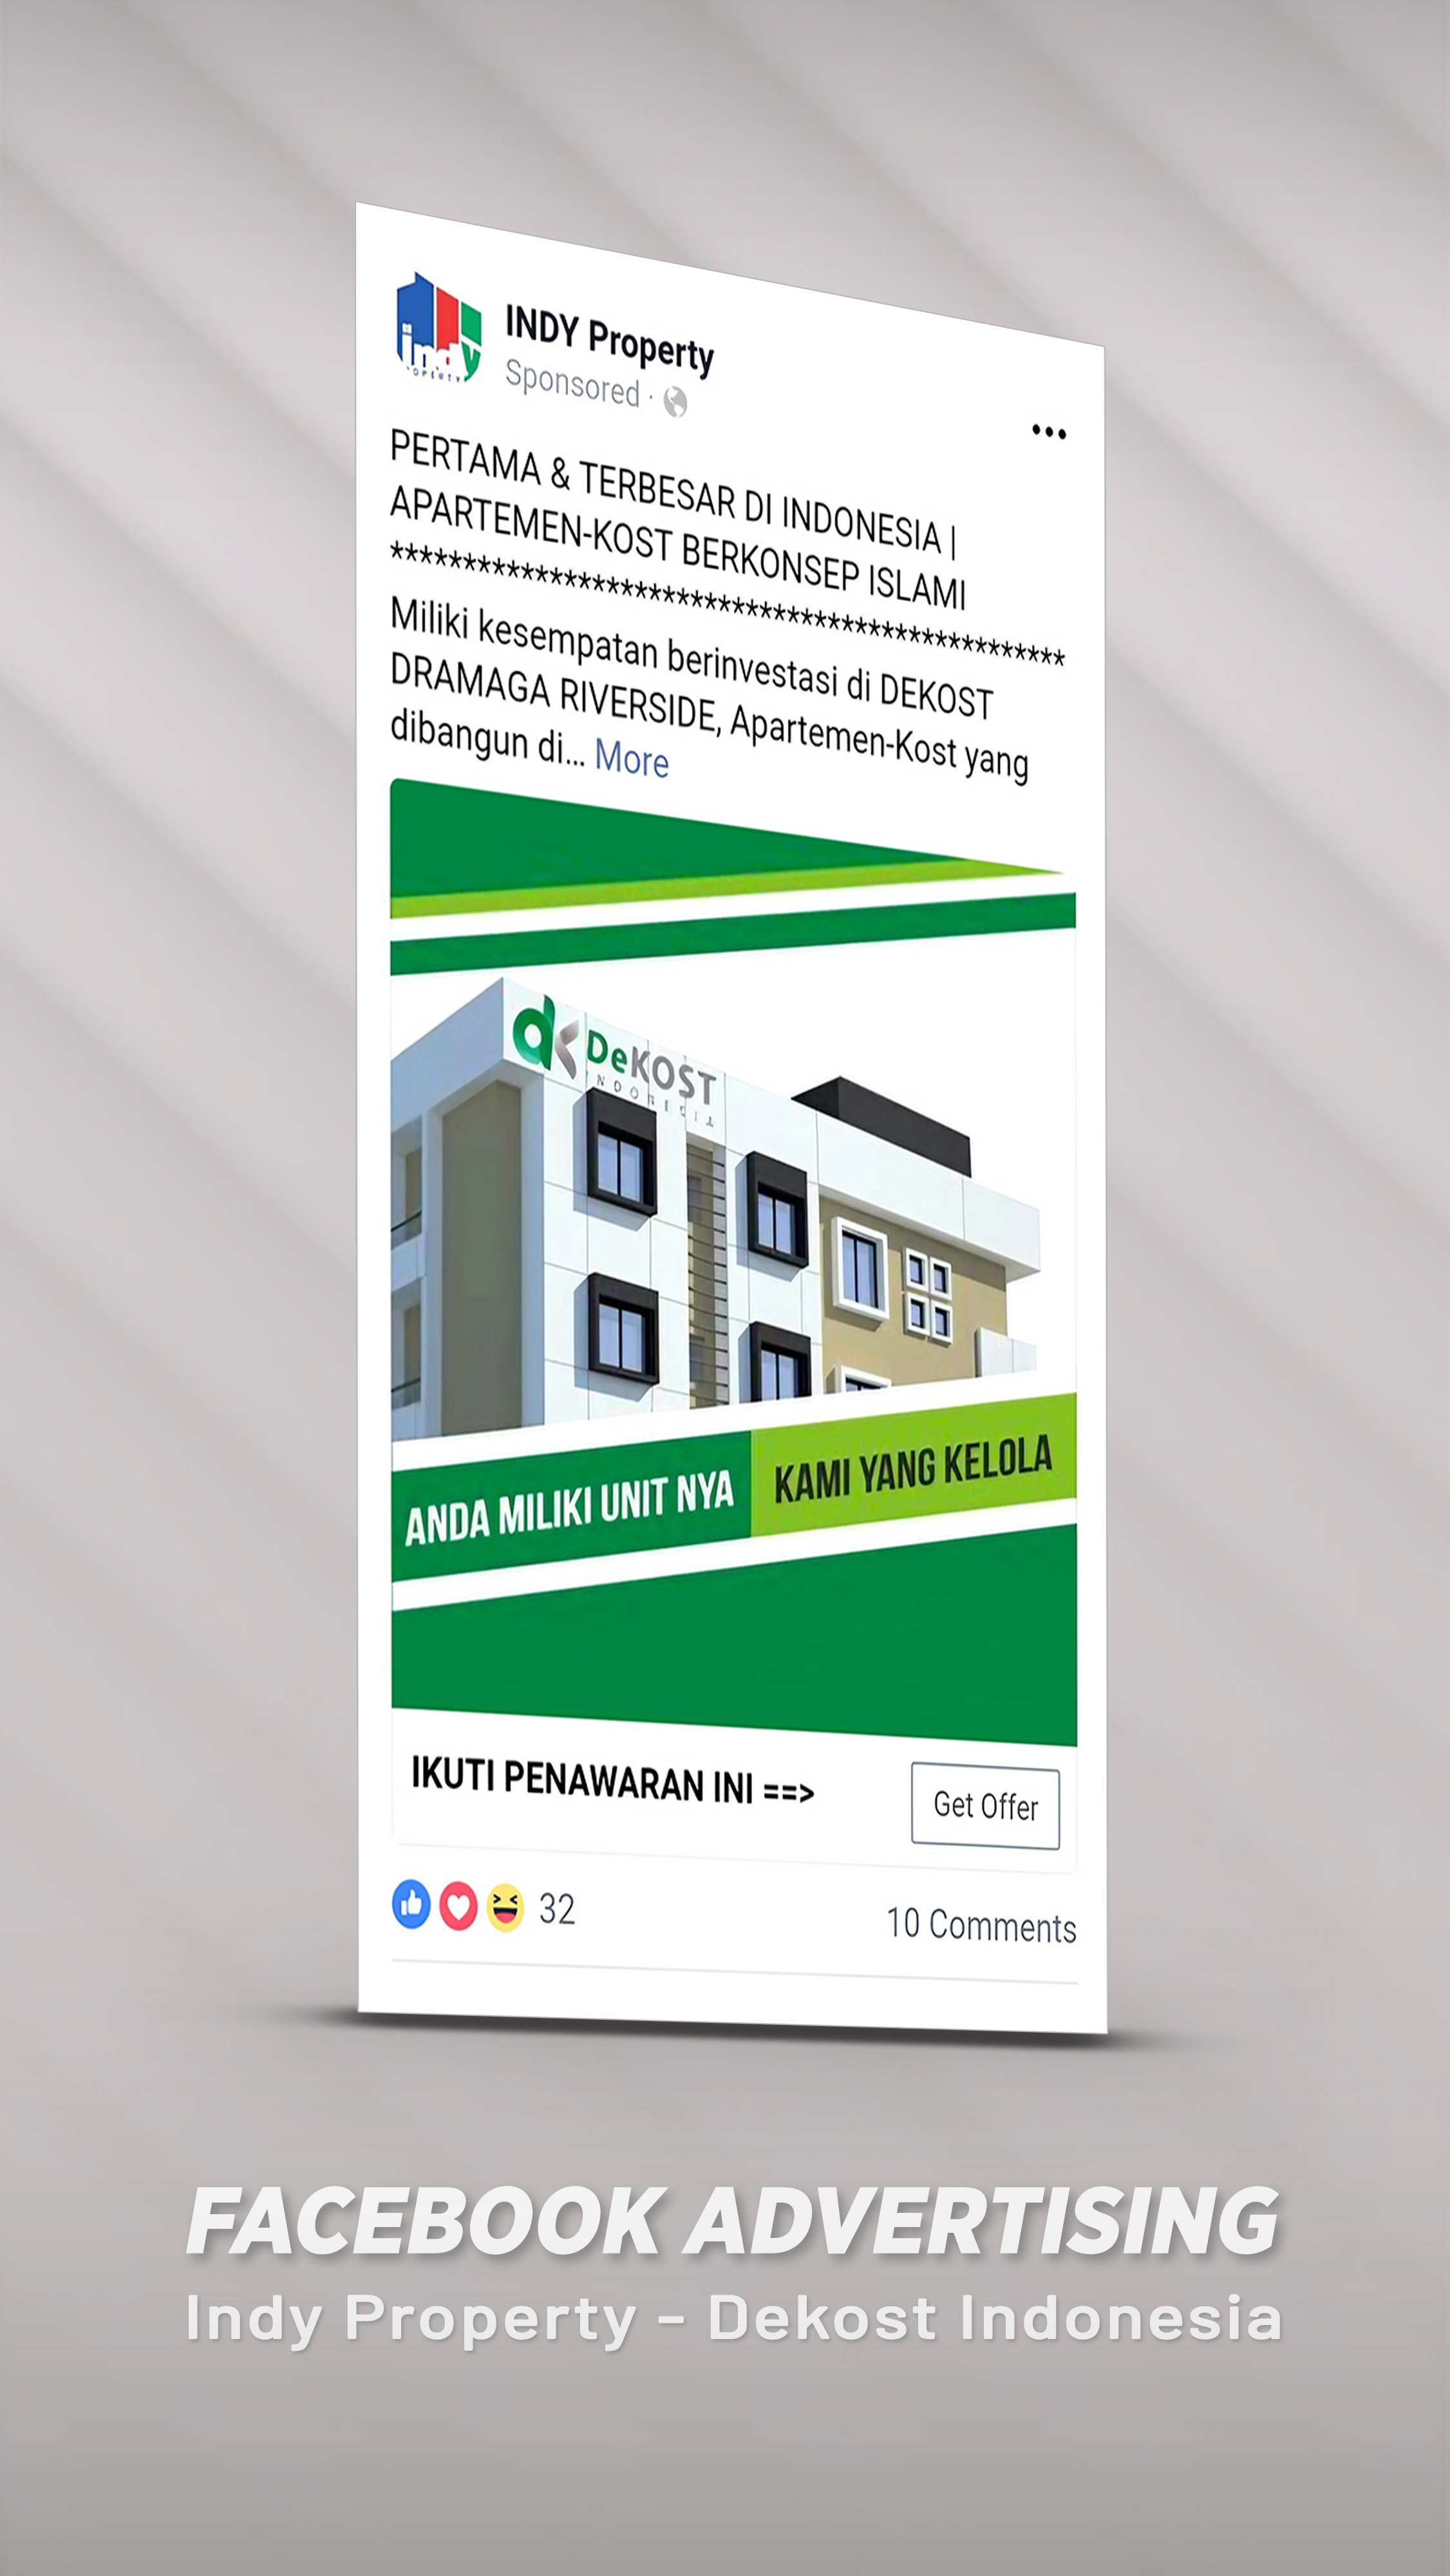 indy
PROPERTY
INDY Property
Sponsored ·
PERTAMA & TERBESAR DI INDONESIA |
APARTEMEN-KOST BERKONSEP ISLAMI
********************************************************
Miliki kesempatan berinvestasi di DEKOST
DRAMAGA RIVERSIDE, Apartemen-Kost yang
dibangun di... More
dk DeKOST
INDONESIA
ANDA MILIKI UNIT NYA KAMI YANG KELOLA
IKUTI PENAWARAN INI ==> Get Offer
32 10 Comments
FACEBOOK ADVERTISING
Indy Property - Dekost Indonesia